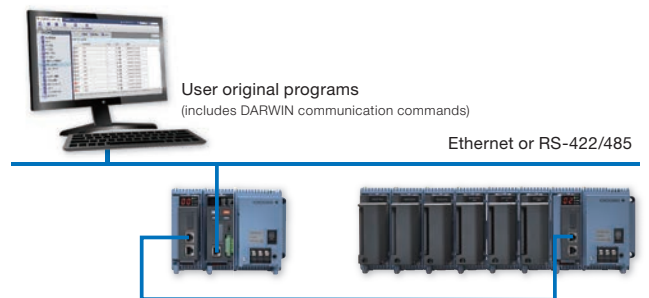 User original programs
(includes DARWIN communication commands)
Ethernet or RS-422/485